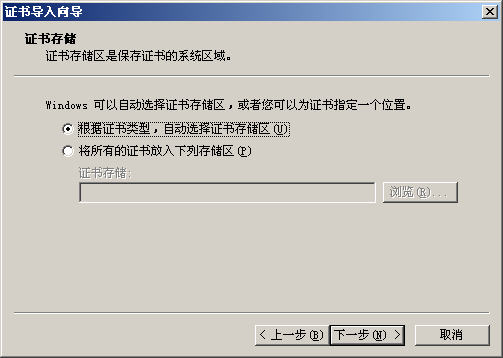 证书导入向导
证书存储
证书存储区是保存证书的系统区域。
Windows 可以自动选择证书存储区，或者您可以为证书指定一个位置。
根据证书类型，自动选择证书存储区(U)
将所有的证书放入下列存储区(P)
证书存储:
浏览(R)...
< 上一步(B) 下一步(N) > 取消